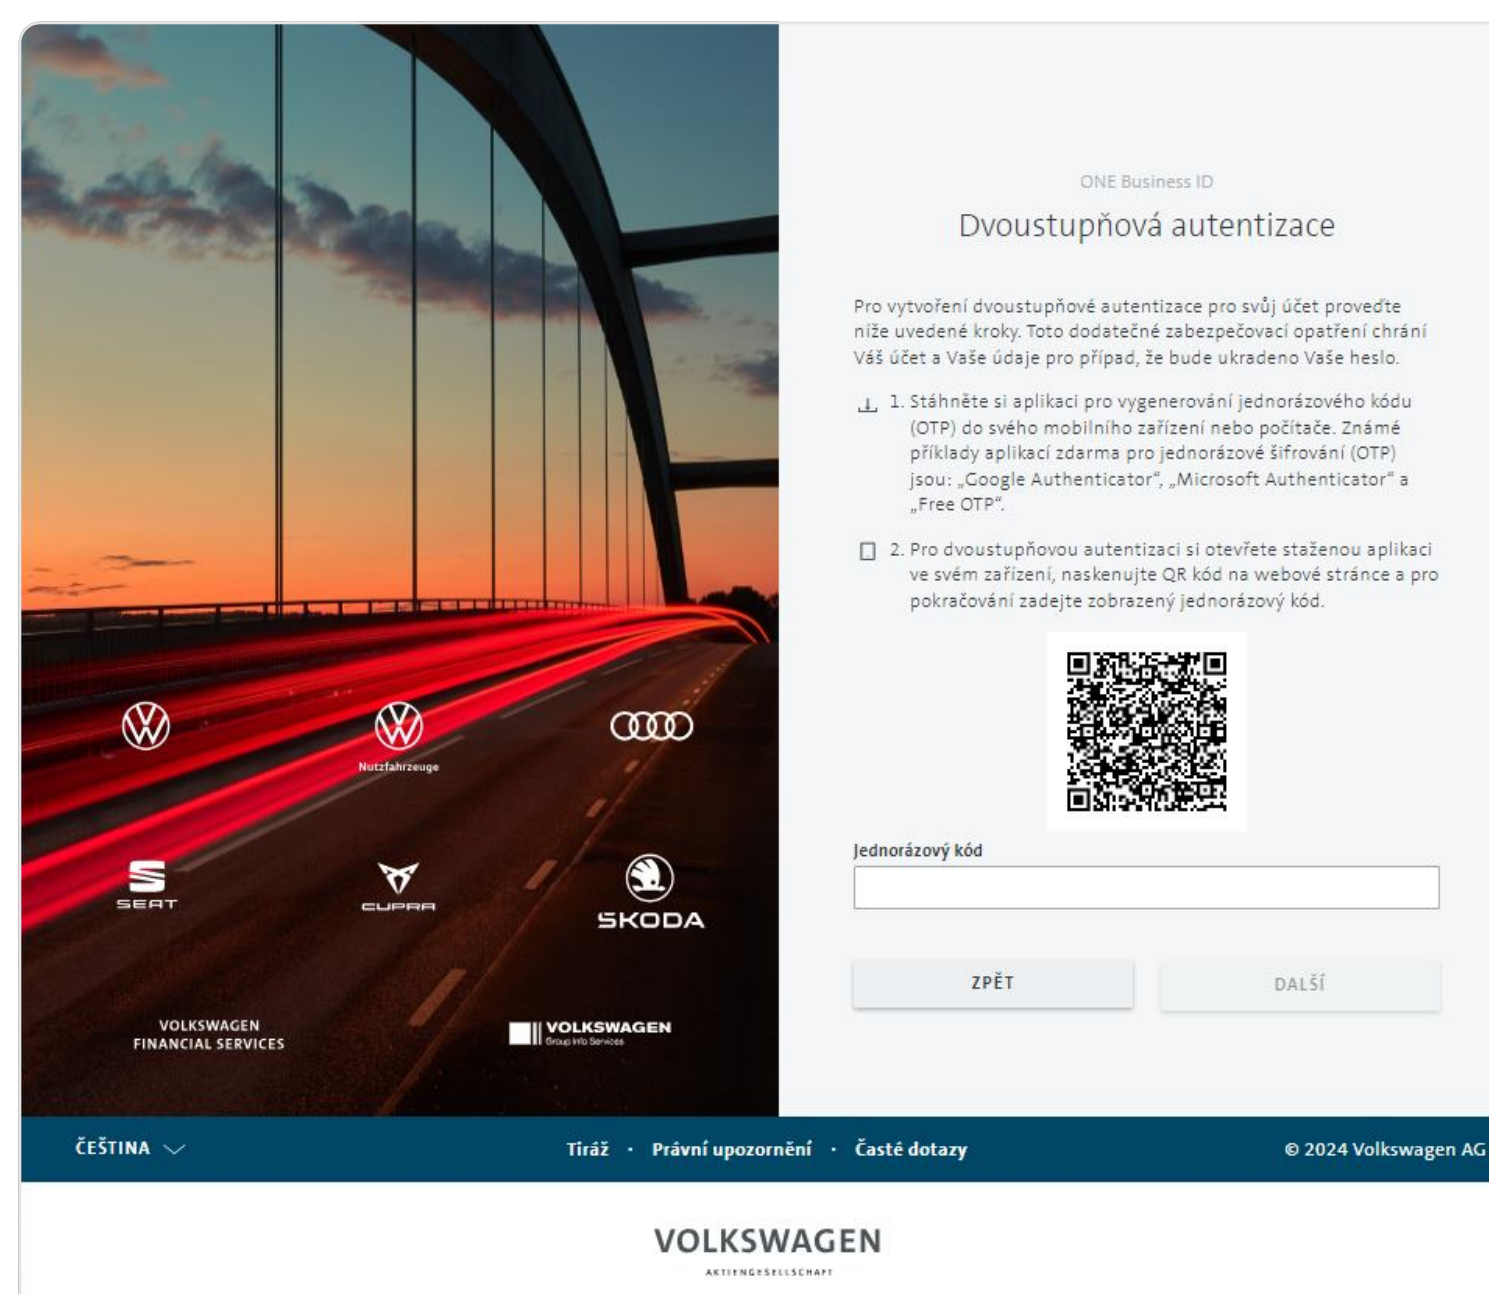 ONE Business ID
Dvoustupňová autentizace
Pro vytvoření dvoustupňové autentizace pro svůj účet proveďte
níže uvedené kroky. Toto dodatečné zabezpečovací opatření chrání
Váš účet a Vaše údaje pro případ, že bude ukradeno Vaše heslo.
1. Stáhněte si aplikaci pro vygenerování jednorázového kódu
(OTP) do svého mobilního zařízení nebo počítače. Známé
příklady aplikací zdarma pro jednorázové šifrování (OTP)
jsou: „Google Authenticator“, „Microsoft Authenticator“ a
„Free OTP“.
2. Pro dvoustupňovou autentizaci si otevřete staženou aplikaci
ve svém zařízení, naskenujte QR kód na webové stránce a pro
pokračování zadejte zobrazený jednorázový kód.
Jednorázový kód
ZPĚT
DALŠÍ
Nutzfahrzeuge
SEAT
CUPRA
SKODA
VOLKSWAGEN
FINANCIAL SERVICES
VOLKSWAGEN
Group Info Services
ČEŠTINA
Tiráž · Právní upozornění · Časté dotazy
© 2024 Volkswagen AG
VOLKSWAGEN
AKTIENGESELLSCHAFT